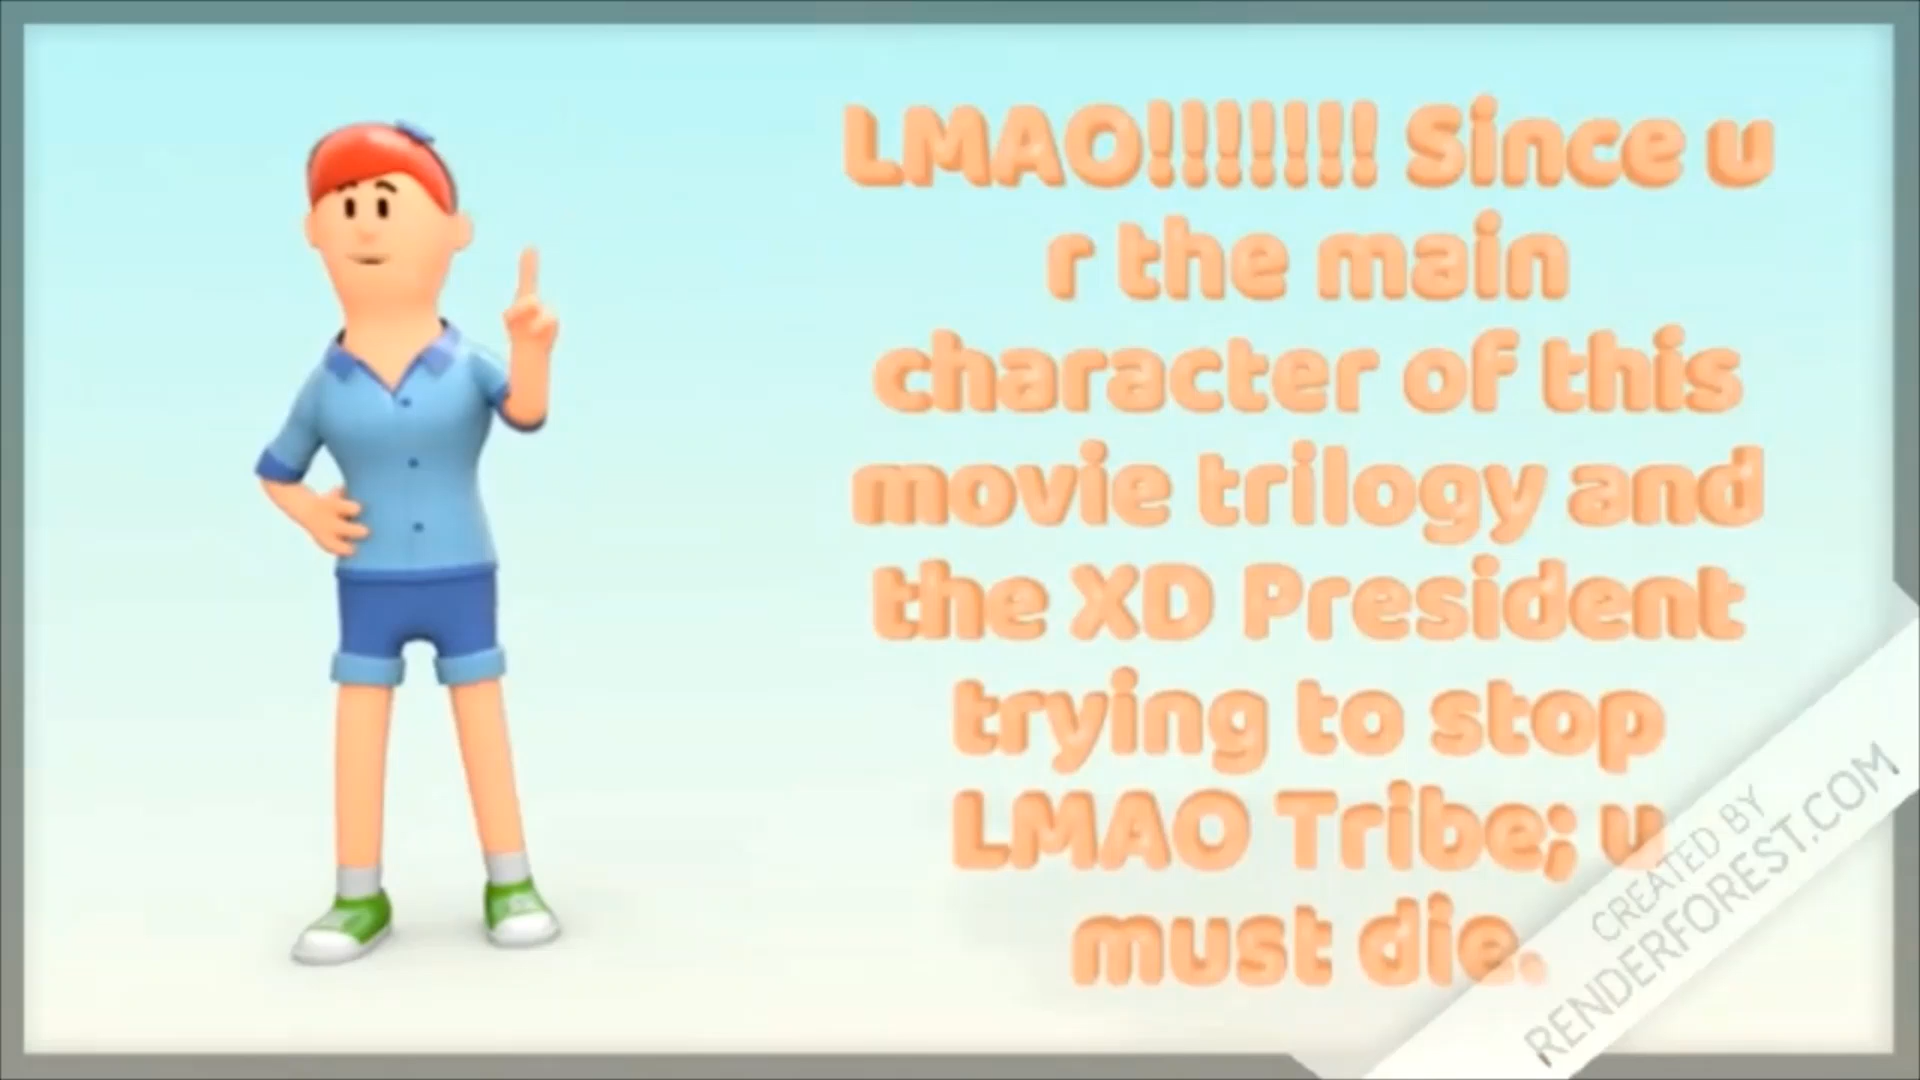 LMAO!!!!!!! Since u
r the main
character of this
movie trilogy and
the XD President
trying to stop
LMAO Tribe; u
must die.
CREATED BY
RENDERFOREST.COM